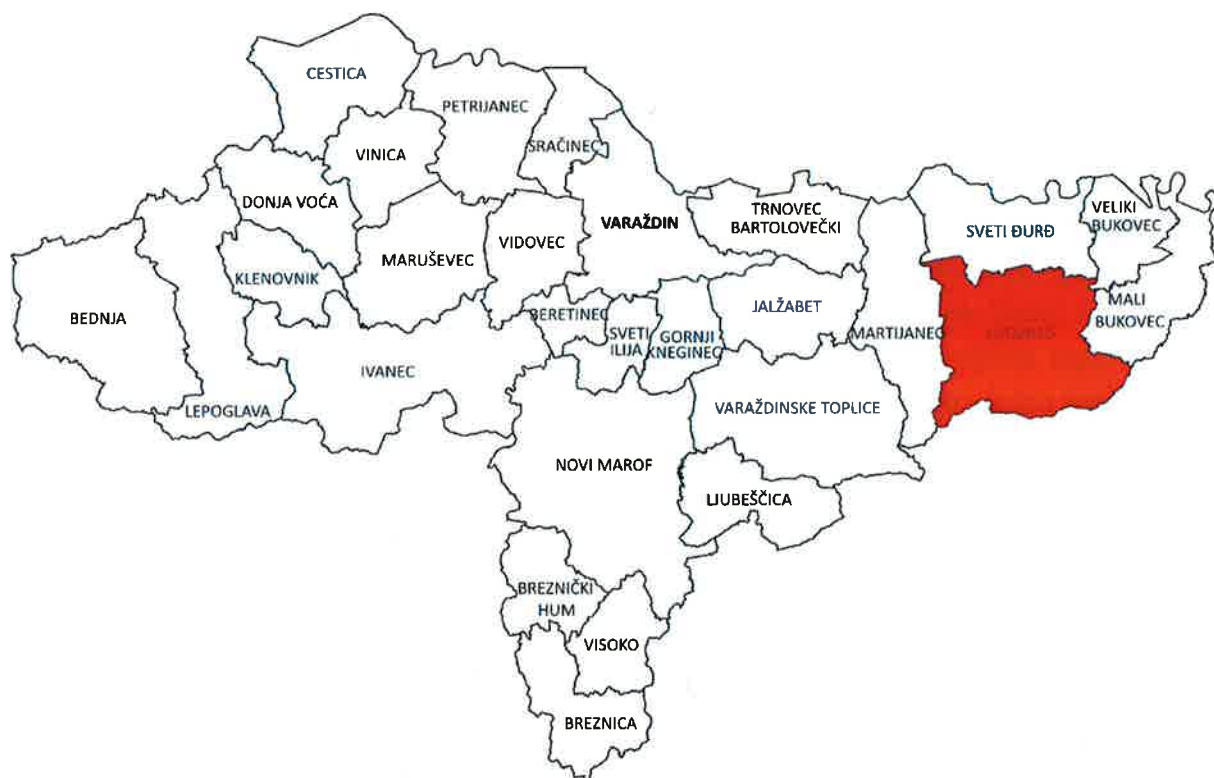 CESTICA
PETRIJANEC
SRAČINEC
VINICA
DONJA VOĆA
VARAŽDIN
TRNOVEC
BARTOLOVEČKI
SVETI ĐURĐ
VELIKI
BUKOVEC
VIDOVEC
MARUŠEVEC
KLENOVNIK
BEDNJA
BERETINEC
SVETI
ILIJA
GORNJI
KNEGINEC
JALŽABET
MARTIJANEC
LUDBREG
MALI
BUKOVEC
IVANEC
LEPOGLAVA
VARAŽDINSKE TOPLICE
NOVI MAROF
LJUBEŠČICA
BREZNIČKI
HUM
VISOKO
BREZNICA